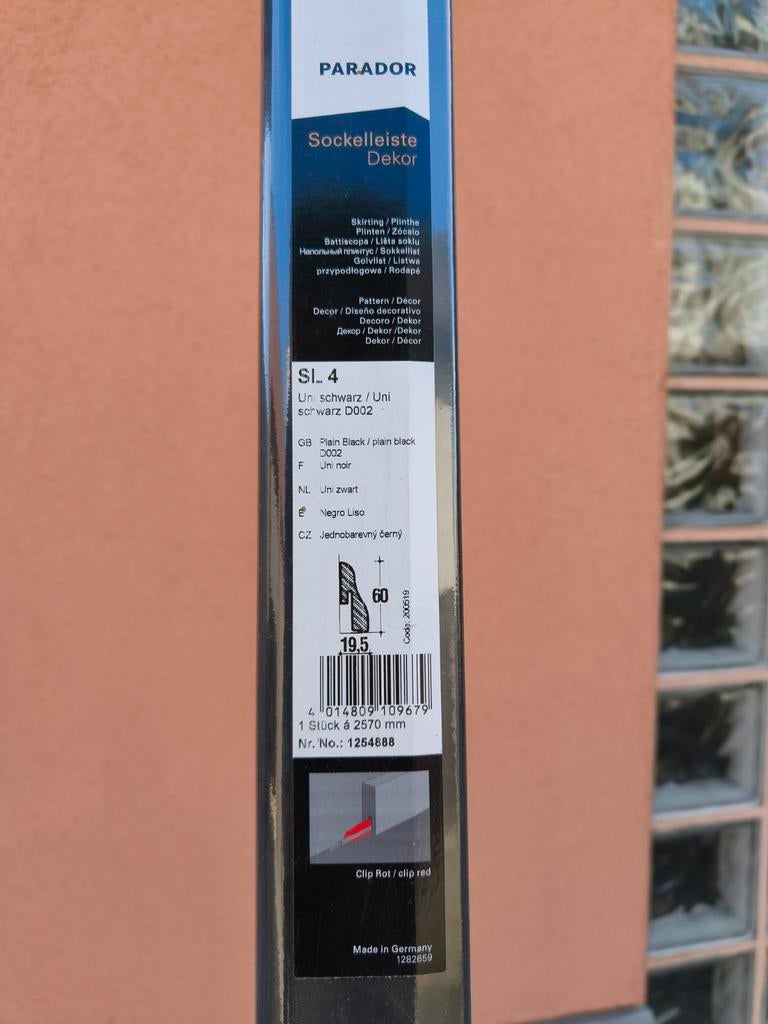 PARADOR
Sockelleiste
Dekor
Skirting / Plinthe
Plinten / Zócalo
Battiscopa / Lišta soklu
Напольный плинтус / Sokkellist
Golvlist / Listwa
przypodłogowa / Rodapé
Pattern / Décor
Decor / Diseño decorativo
Decoro / Dekor
Декор / Dekor /Dekor
Dekor / Décor
SL 4
Uni schwarz / Uni
schwarz D002
GB Plain Black / plain black
D002
F Uni noir
NL Uni zwart
E Negro Liso
CZ Jednobarevný černý
60
Code: 200519
19,5
4 014809 109679
1 Stück á 2570 mm
Nr./No.: 1254888
Clip Rot / clip red
Made in Germany
1282659